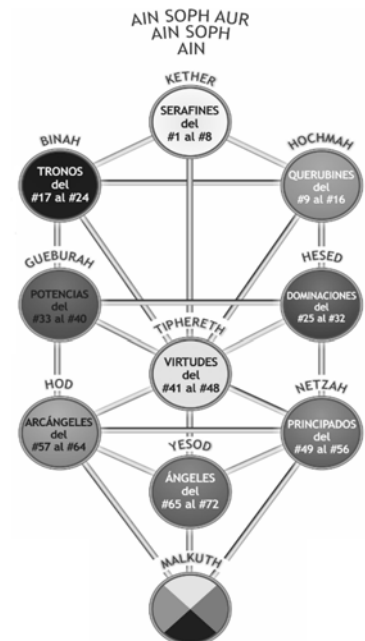 AIN SOPH AUR
AIN SOPH
AIN
KETHER
SERAFINES
del
#1 al #8
BINAH
TRONOS
del
#17 al #24
HOCHMAH
QUERUBINES
del
#9 al #16
GUEBURAH
POTENCIAS
del
#33 al #40
HESED
DOMINACIONES
del
#25 al #32
TIPHERETH
VIRTUDES
del
#41 al #48
HOD
ARCÁNGELES
del
#57 al #64
NETZAH
PRINCIPADOS
del
#49 al #56
YESOD
ÁNGELES
del
#65 al #72
MALKUTH